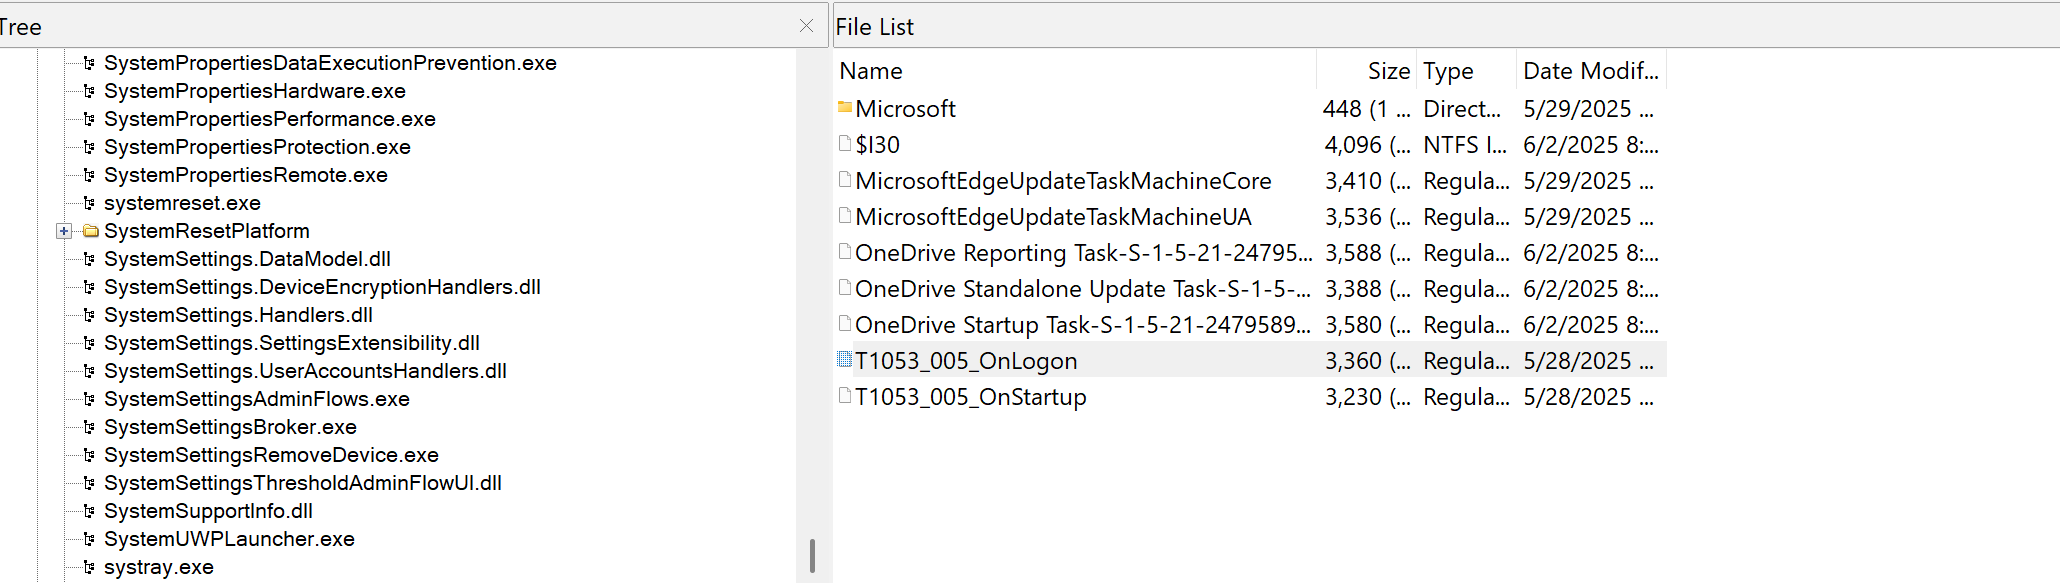 Tree
SystemPropertiesDataExecutionPrevention.exe
SystemPropertiesHardware.exe
SystemPropertiesPerformance.exe
SystemPropertiesProtection.exe
SystemPropertiesRemote.exe
systemreset.exe
SystemResetPlatform
SystemSettings.DataModel.dll
SystemSettings.DeviceEncryptionHandlers.dll
SystemSettings.Handlers.dll
SystemSettings.SettingsExtensibility.dll
SystemSettings.UserAccountsHandlers.dll
SystemSettingsAdminFlows.exe
SystemSettingsBroker.exe
SystemSettingsRemoveDevice.exe
SystemSettingsThresholdAdminFlowUI.dll
SystemSupportInfo.dll
SystemUWPLauncher.exe
systray.exe
File List
Name Size Type Date Modif...
Microsoft 448 (1 ... Direct... 5/29/2025 ...
$I30 4,096 (... NTFS I... 6/2/2025 8:...
MicrosoftEdgeUpdateTaskMachineCore 3,410 (... Regula... 5/29/2025 ...
MicrosoftEdgeUpdateTaskMachineUA 3,536 (... Regula... 5/29/2025 ...
OneDrive Reporting Task-S-1-5-21-24795... 3,588 (... Regula... 6/2/2025 8:...
OneDrive Standalone Update Task-S-1-5-... 3,388 (... Regula... 6/2/2025 8:...
OneDrive Startup Task-S-1-5-21-2479589... 3,580 (... Regula... 6/2/2025 8:...
T1053_005_OnLogon 3,360 (... Regula... 5/28/2025 ...
T1053_005_OnStartup 3,230 (... Regula... 5/28/2025 ...